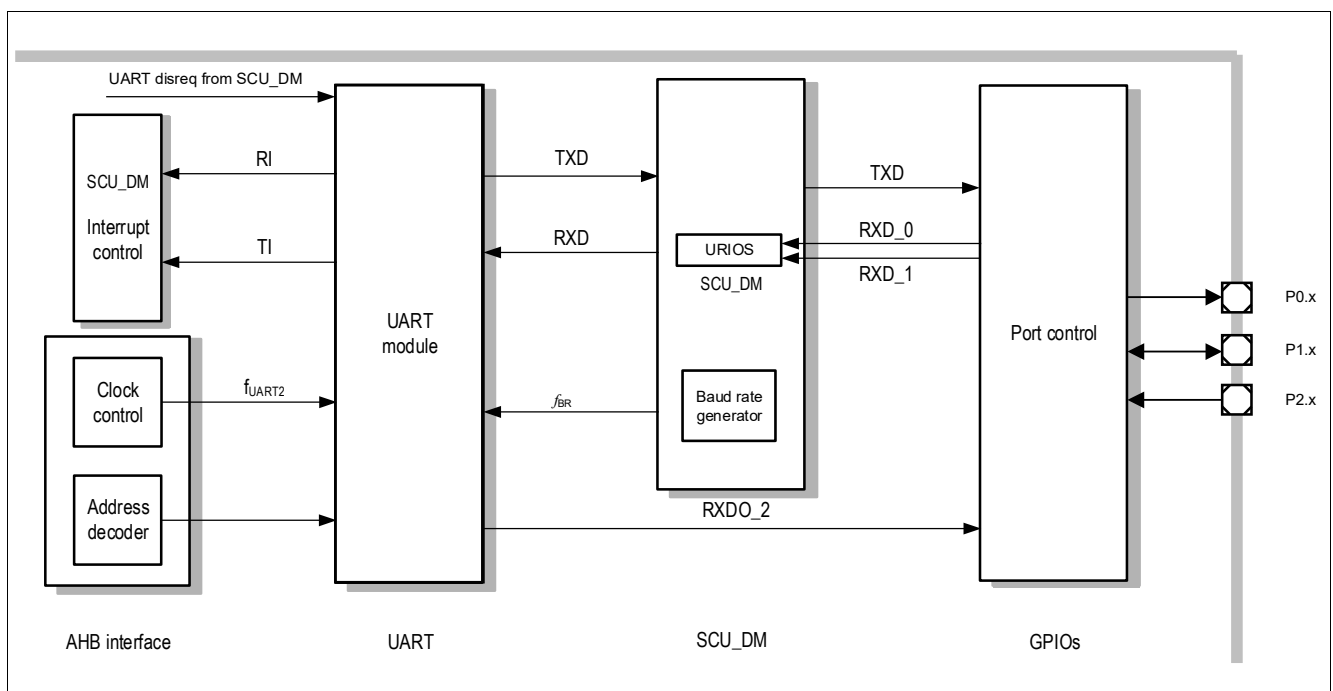 UART disreq from SCU_DM
RI
TXD
TXD
SCU_DM
Interrupt
control
RXD_0
RXD
URIOS
TI
RXD_1
SCU_DM
P0.x
UART
module
Port control
P1.x
Clock
control
fUART2
fBR
Baud rate
generator
P2.x
Address
decoder
RXDO_2
AHB interface
UART
SCU_DM
GPIOs